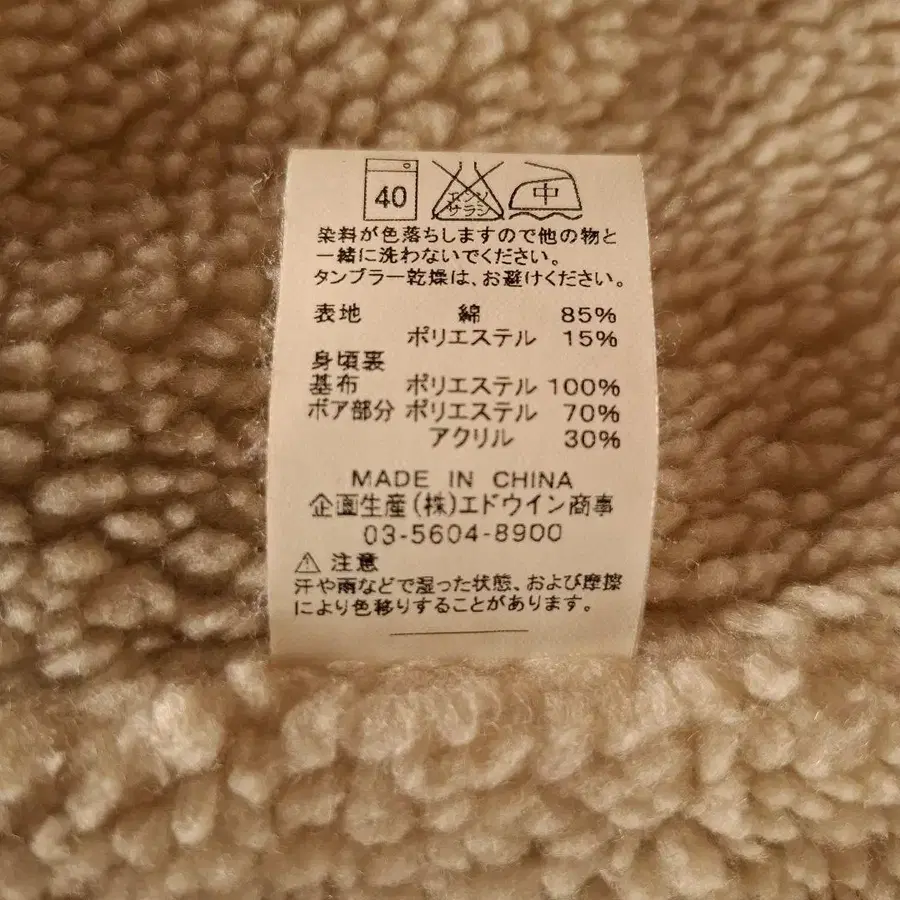 40
エンソ
サラシ
中
染料が色落ちしますので他の物と
一緒に洗わないでください。
タンブラー乾燥は、お避けください。
表地 綿 85%
ポリエステル 15%
身頃裏
基布 ポリエステル 100%
ボア部分 ポリエステル 70%
アクリル 30%
MADE IN CHINA
企画生産(株)エドウイン商事
03-5604-8900
⚠ 注意
汗や雨などで湿った状態、および摩擦
により色移りすることがあります。